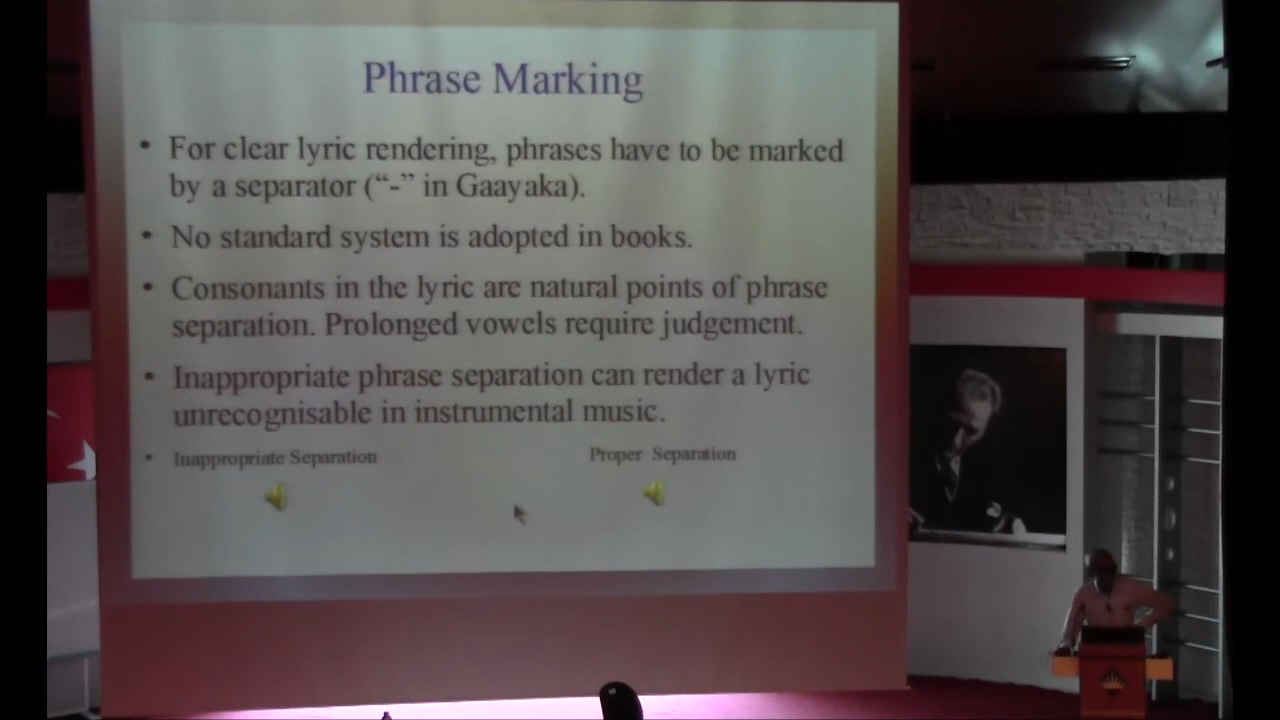 Phrase Marking
• For clear lyric rendering, phrases have to be marked
by a separator (“-” in Gaayaka).
• No standard system is adopted in books.
• Consonants in the lyric are natural points of phrase
separation. Prolonged vowels require judgement.
• Inappropriate phrase separation can render a lyric
unrecognisable in instrumental music.
• Inappropriate Separation Proper Separation